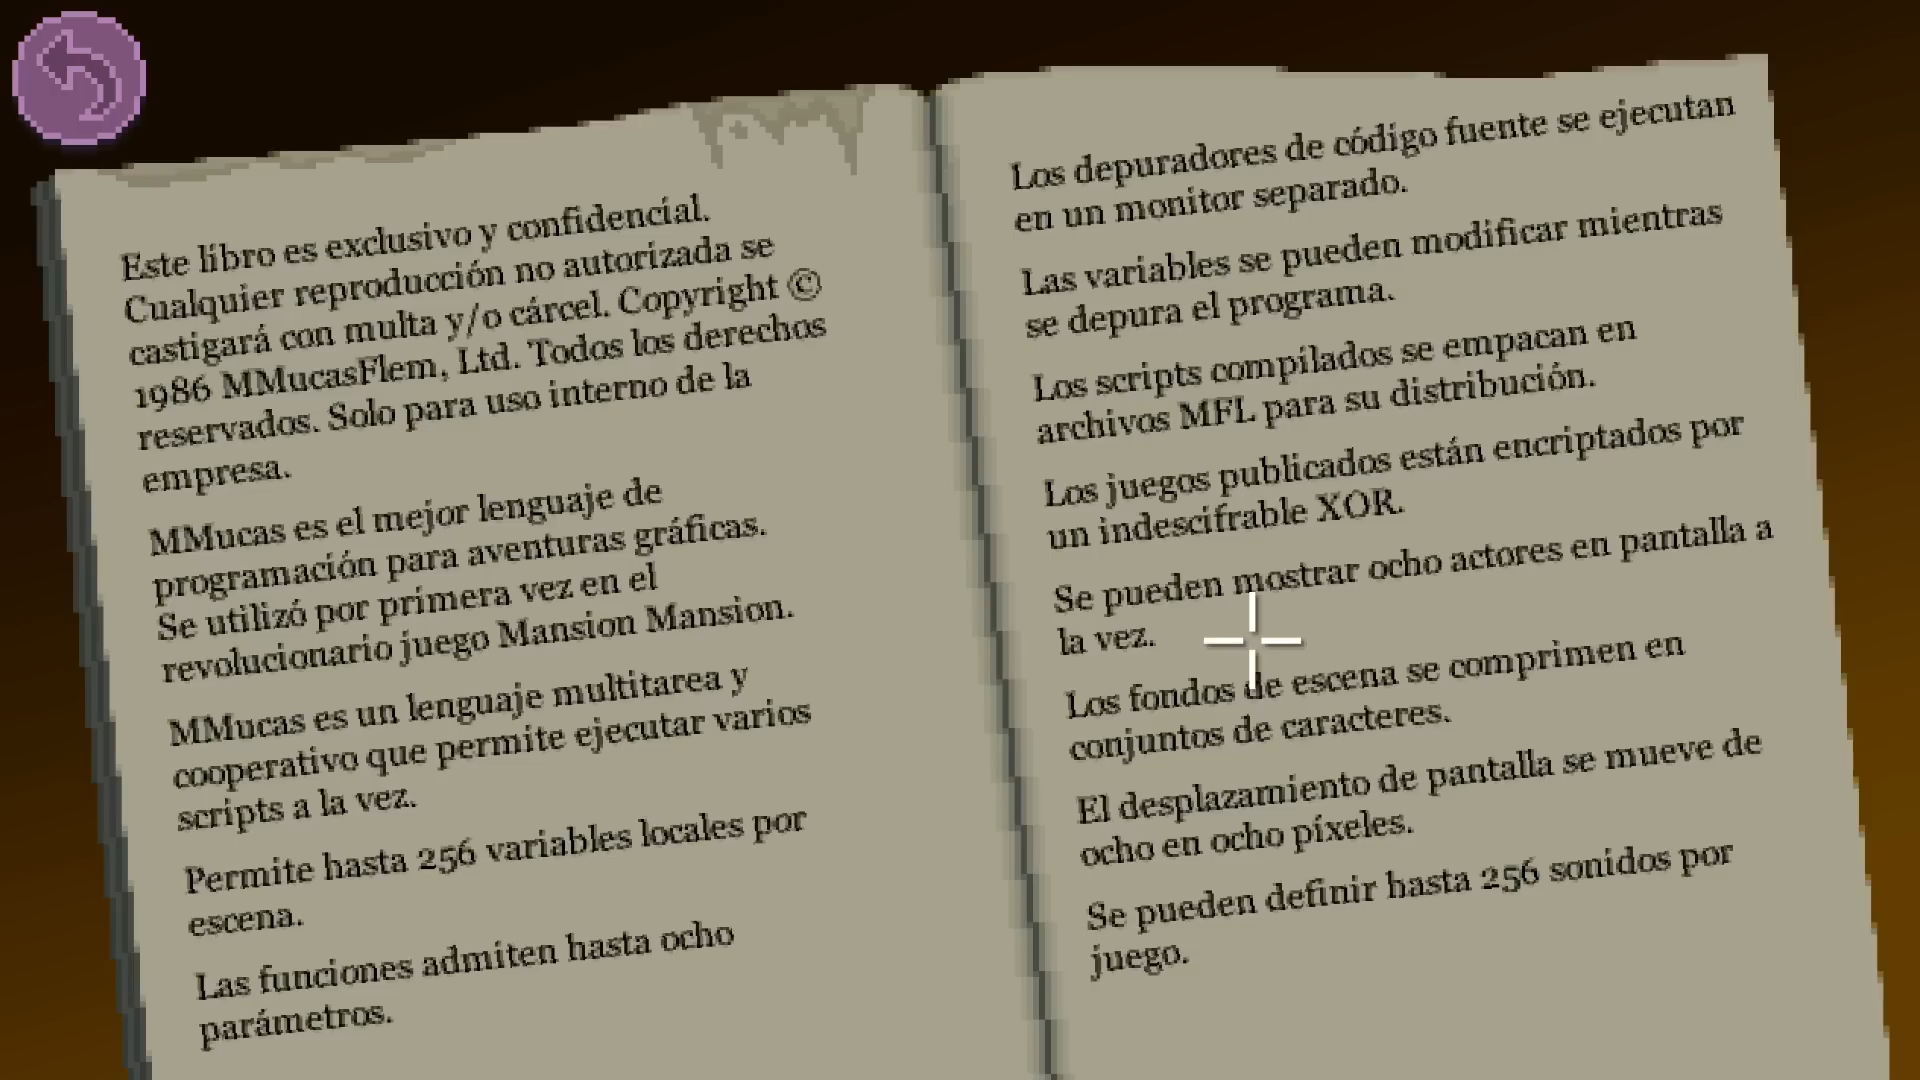 Este libro es exclusivo y confidencial.
Cualquier reproducción no autorizada se
castigará con multa y/o cárcel. Copyright ©
1986 MMucasFlem, Ltd. Todos los derechos
reservados. Solo para uso interno de la
empresa.
MMucas es el mejor lenguaje de
programación para aventuras gráficas.
Se utilizó por primera vez en el
revolucionario juego Mansion Mansion.
MMucas es un lenguaje multitarea y
cooperativo que permite ejecutar varios
scripts a la vez.
Permite hasta 256 variables locales por
escena.
Las funciones admiten hasta ocho
parámetros.
Los depuradores de código fuente se ejecutan
en un monitor separado.
Las variables se pueden modificar mientras
se depura el programa.
Los scripts compilados se empacan en
archivos MFL para su distribución.
Los juegos publicados están encriptados por
un indescifrable XOR.
Se pueden mostrar ocho actores en pantalla a
la vez.
Los fondos de escena se comprimen en
conjuntos de caracteres.
El desplazamiento de pantalla se mueve de
ocho en ocho píxeles.
Se pueden definir hasta 256 sonidos por
juego.